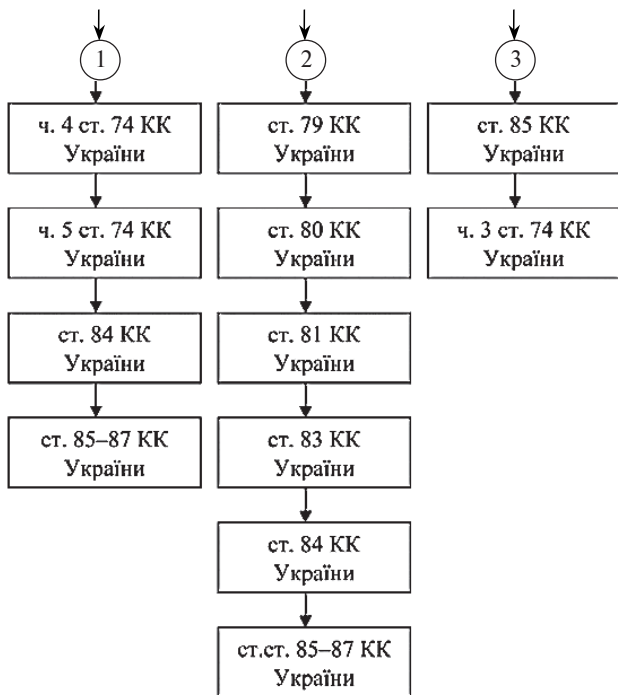 1
ч. 4 ст. 74 КК
України
ч. 5 ст. 74 КК
України
ст. 84 КК
України
ст. 85–87 КК
України
2
ст. 79 КК
України
ст. 80 КК
України
ст. 81 КК
України
ст. 83 КК
України
ст. 84 КК
України
ст.ст. 85–87 КК
України
3
ст. 85 КК
України
ч. 3 ст. 74 КК
України